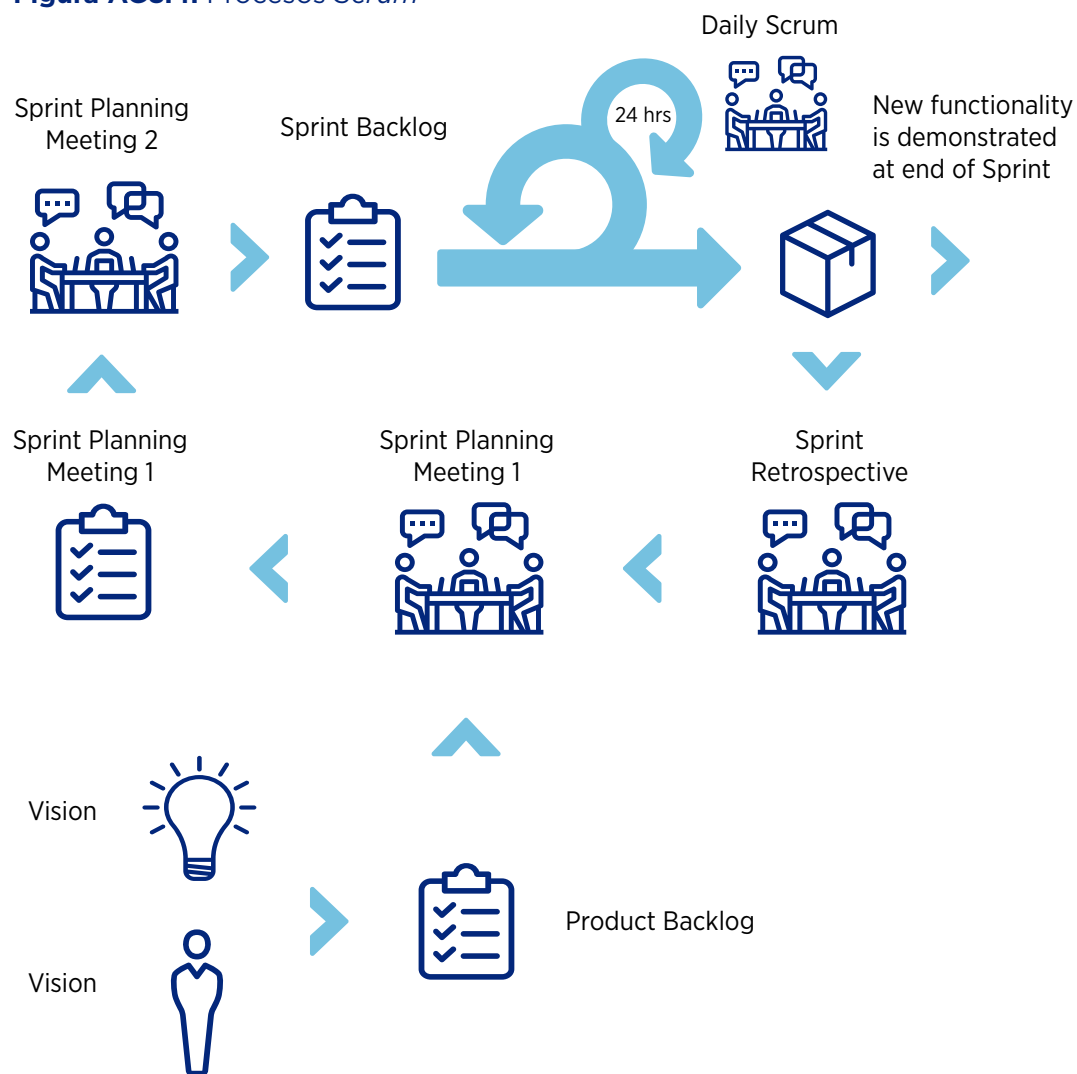 Daily Scrum
Sprint Planning
Meeting 2
Sprint Backlog
24 hrs
New functionality
is demonstrated
at end of Sprint
Sprint Planning
Meeting 1
Sprint Planning
Meeting 1
Sprint
Retrospective
Vision
Product Backlog
Vision